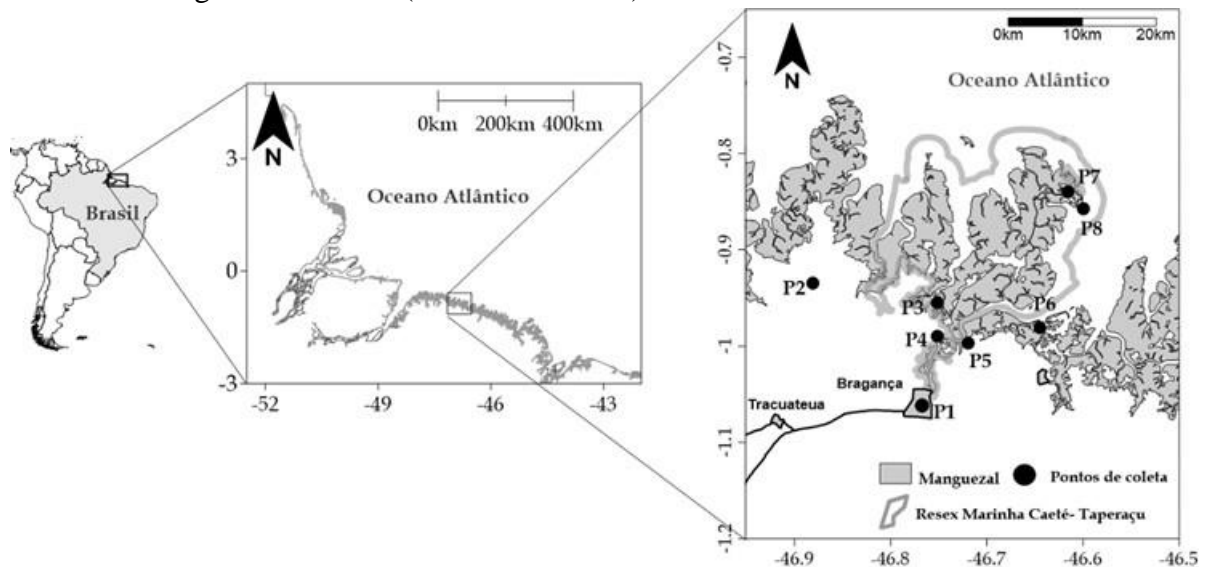 Brasil
N
0km 200km 400km
Oceano Atlântico
3
0
-3
-52 -49 -46 -43
0km 10km 20km
N
Oceano Atlântico
-0.7
-0.8
-0.9
-1
-1.1
-1.2
P7
P8
P2
P3
P6
P4
P5
Bragança
P1
Tracuateua
Manguezal
Pontos de coleta
Resex Marinha Caeté- Taperaçu
-46.9 -46.8 -46.7 -46.6 -46.5